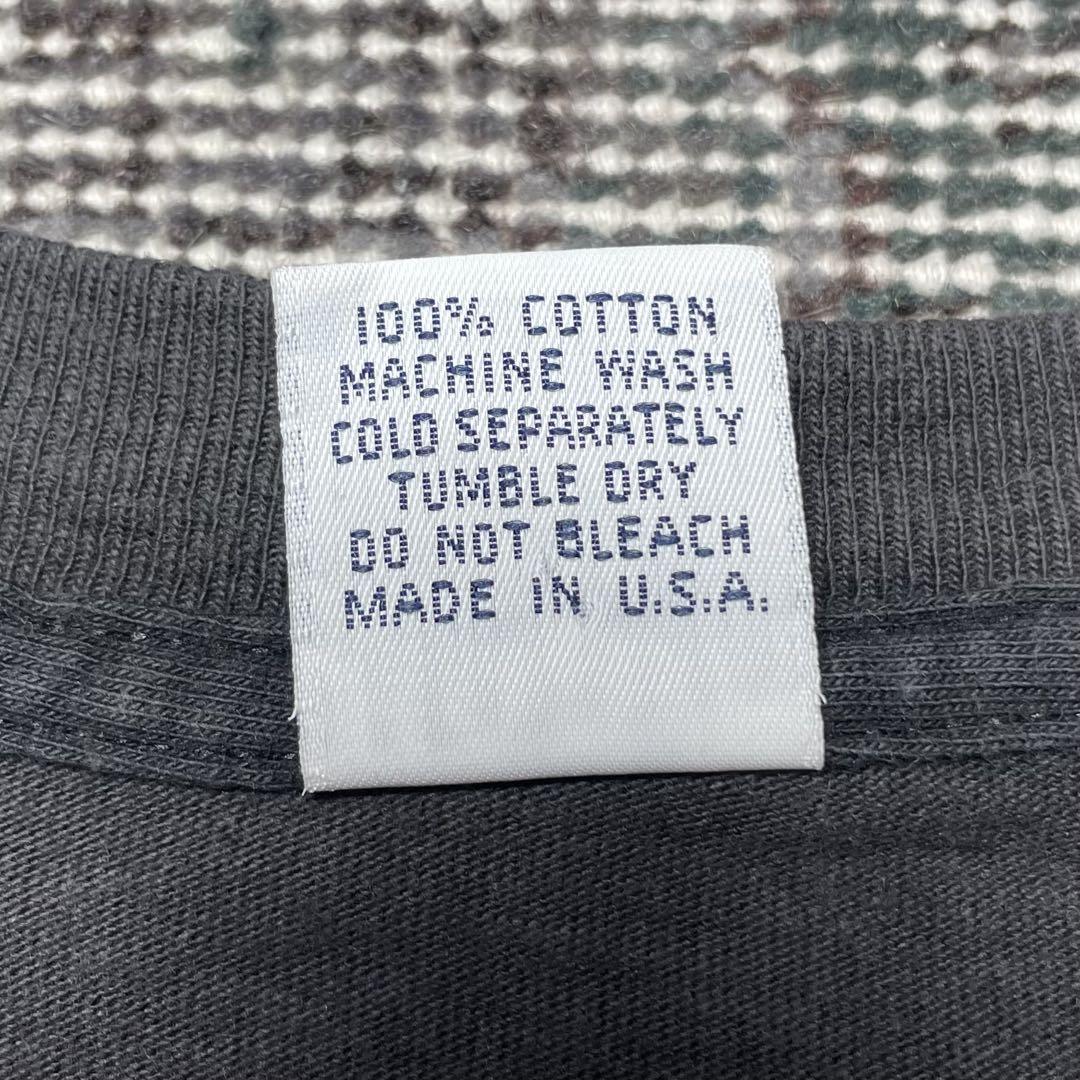 100% COTTON
MACHINE WASH
COLD SEPARATELY
TUMBLE DRY
DO NOT BLEACH
MADE IN U.S.A.